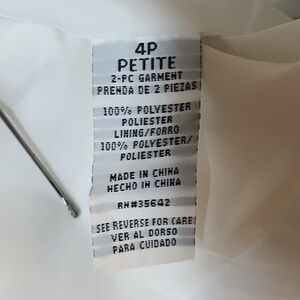 4P
PETITE
2-PC GARMENT
PRENDA DE 2 PIEZAS
100% POLYESTER
POLIESTER
LINING/FORRO
100% POLYESTER/
POLIESTER
MADE IN CHINA
HECHO IN CHINA
RN#35642
SEE REVERSE FOR CARE
VER AL DORSO
PARA CUIDADO